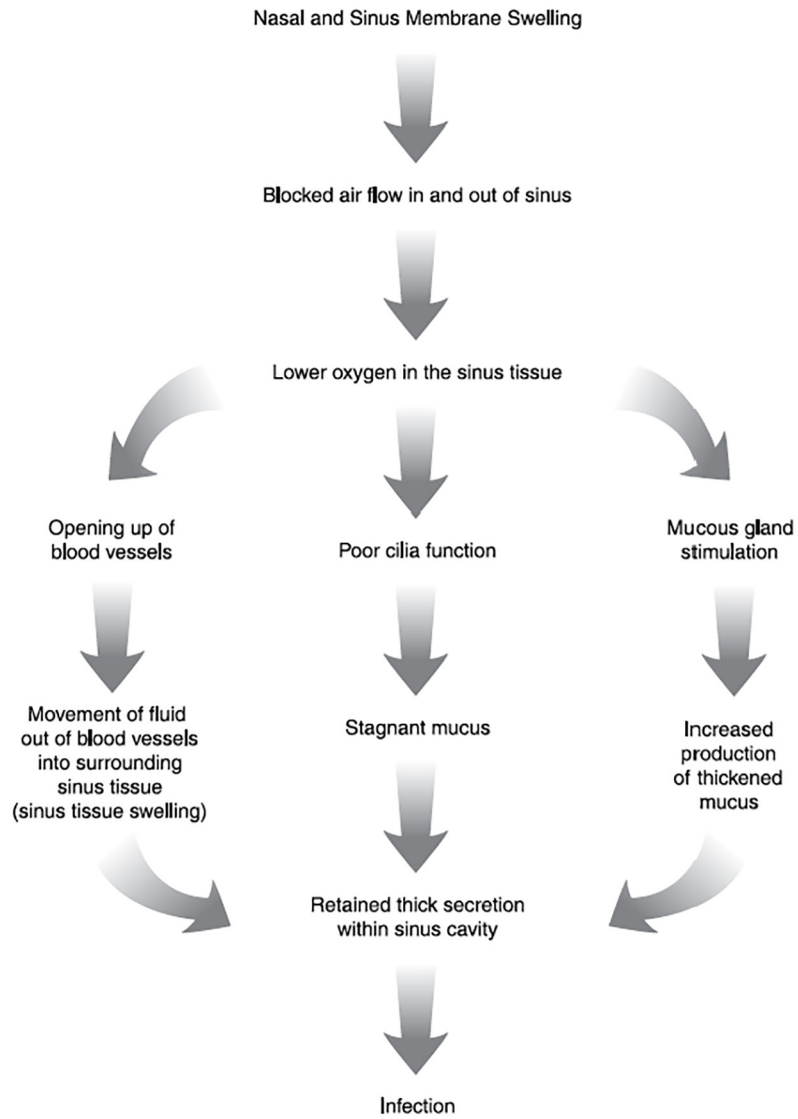 Nasal and Sinus Membrane Swelling
Blocked air flow in and out of sinus
Lower oxygen in the sinus tissue
Opening up of
blood vessels
Poor cilia function
Mucous gland
stimulation
Movement of fluid
out of blood vessels
into surrounding
sinus tissue
(sinus tissue swelling)
Stagnant mucus
Increased
production
of thickened
mucus
Retained thick secretion
within sinus cavity
Infection